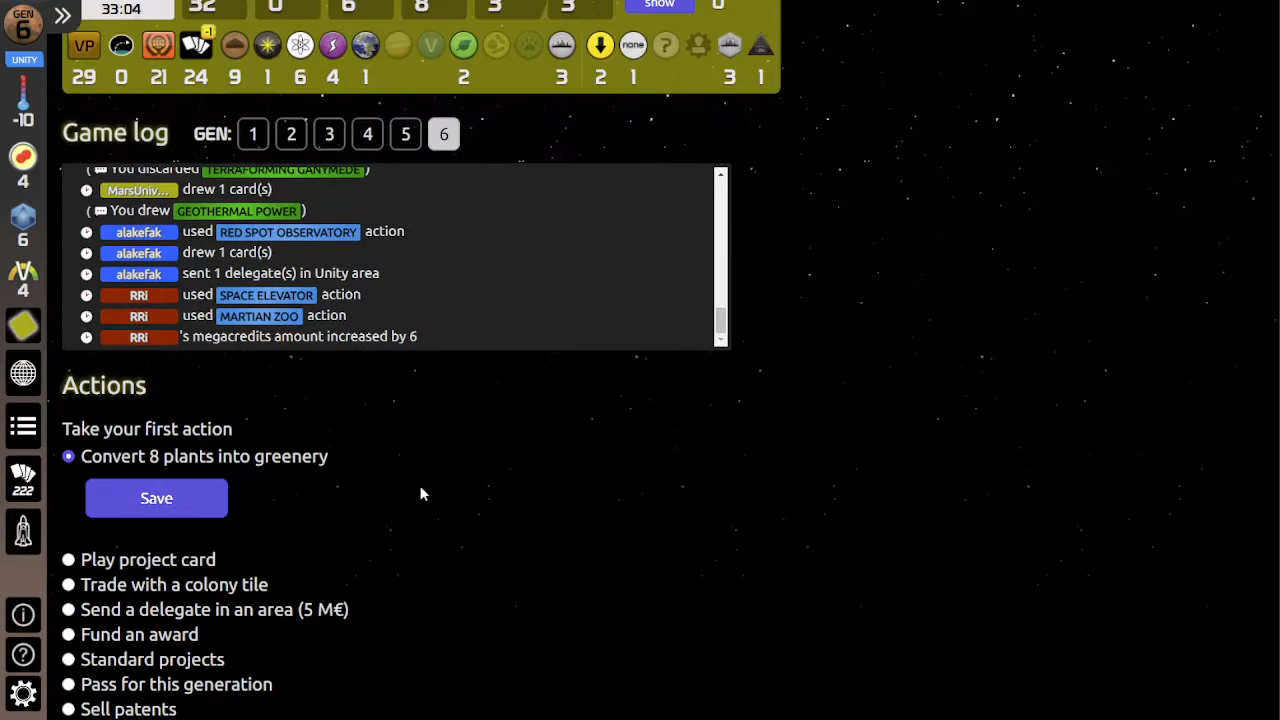 GEN
6
33:04
32
0
6
8
3
3
show
0
UNITY
-10
4
6
4
222
VP
-1
V
none
?
29
0
21
24
9
1
6
4
1
2
3
2
1
3
1
Game log
GEN:
1
2
3
4
5
6
( You discarded TERRAFORMING GANYMEDE )
MarsUniv... drew 1 card(s)
( You drew GEOTHERMAL POWER )
alakefak used RED SPOT OBSERVATORY action
alakefak drew 1 card(s)
alakefak sent 1 delegate(s) in Unity area
RRi used SPACE ELEVATOR action
RRi used MARTIAN ZOO action
RRi 's megacredits amount increased by 6
Actions
Take your first action
Convert 8 plants into greenery
Save
Play project card
Trade with a colony tile
Send a delegate in an area (5 M€)
Fund an award
Standard projects
Pass for this generation
Sell patents